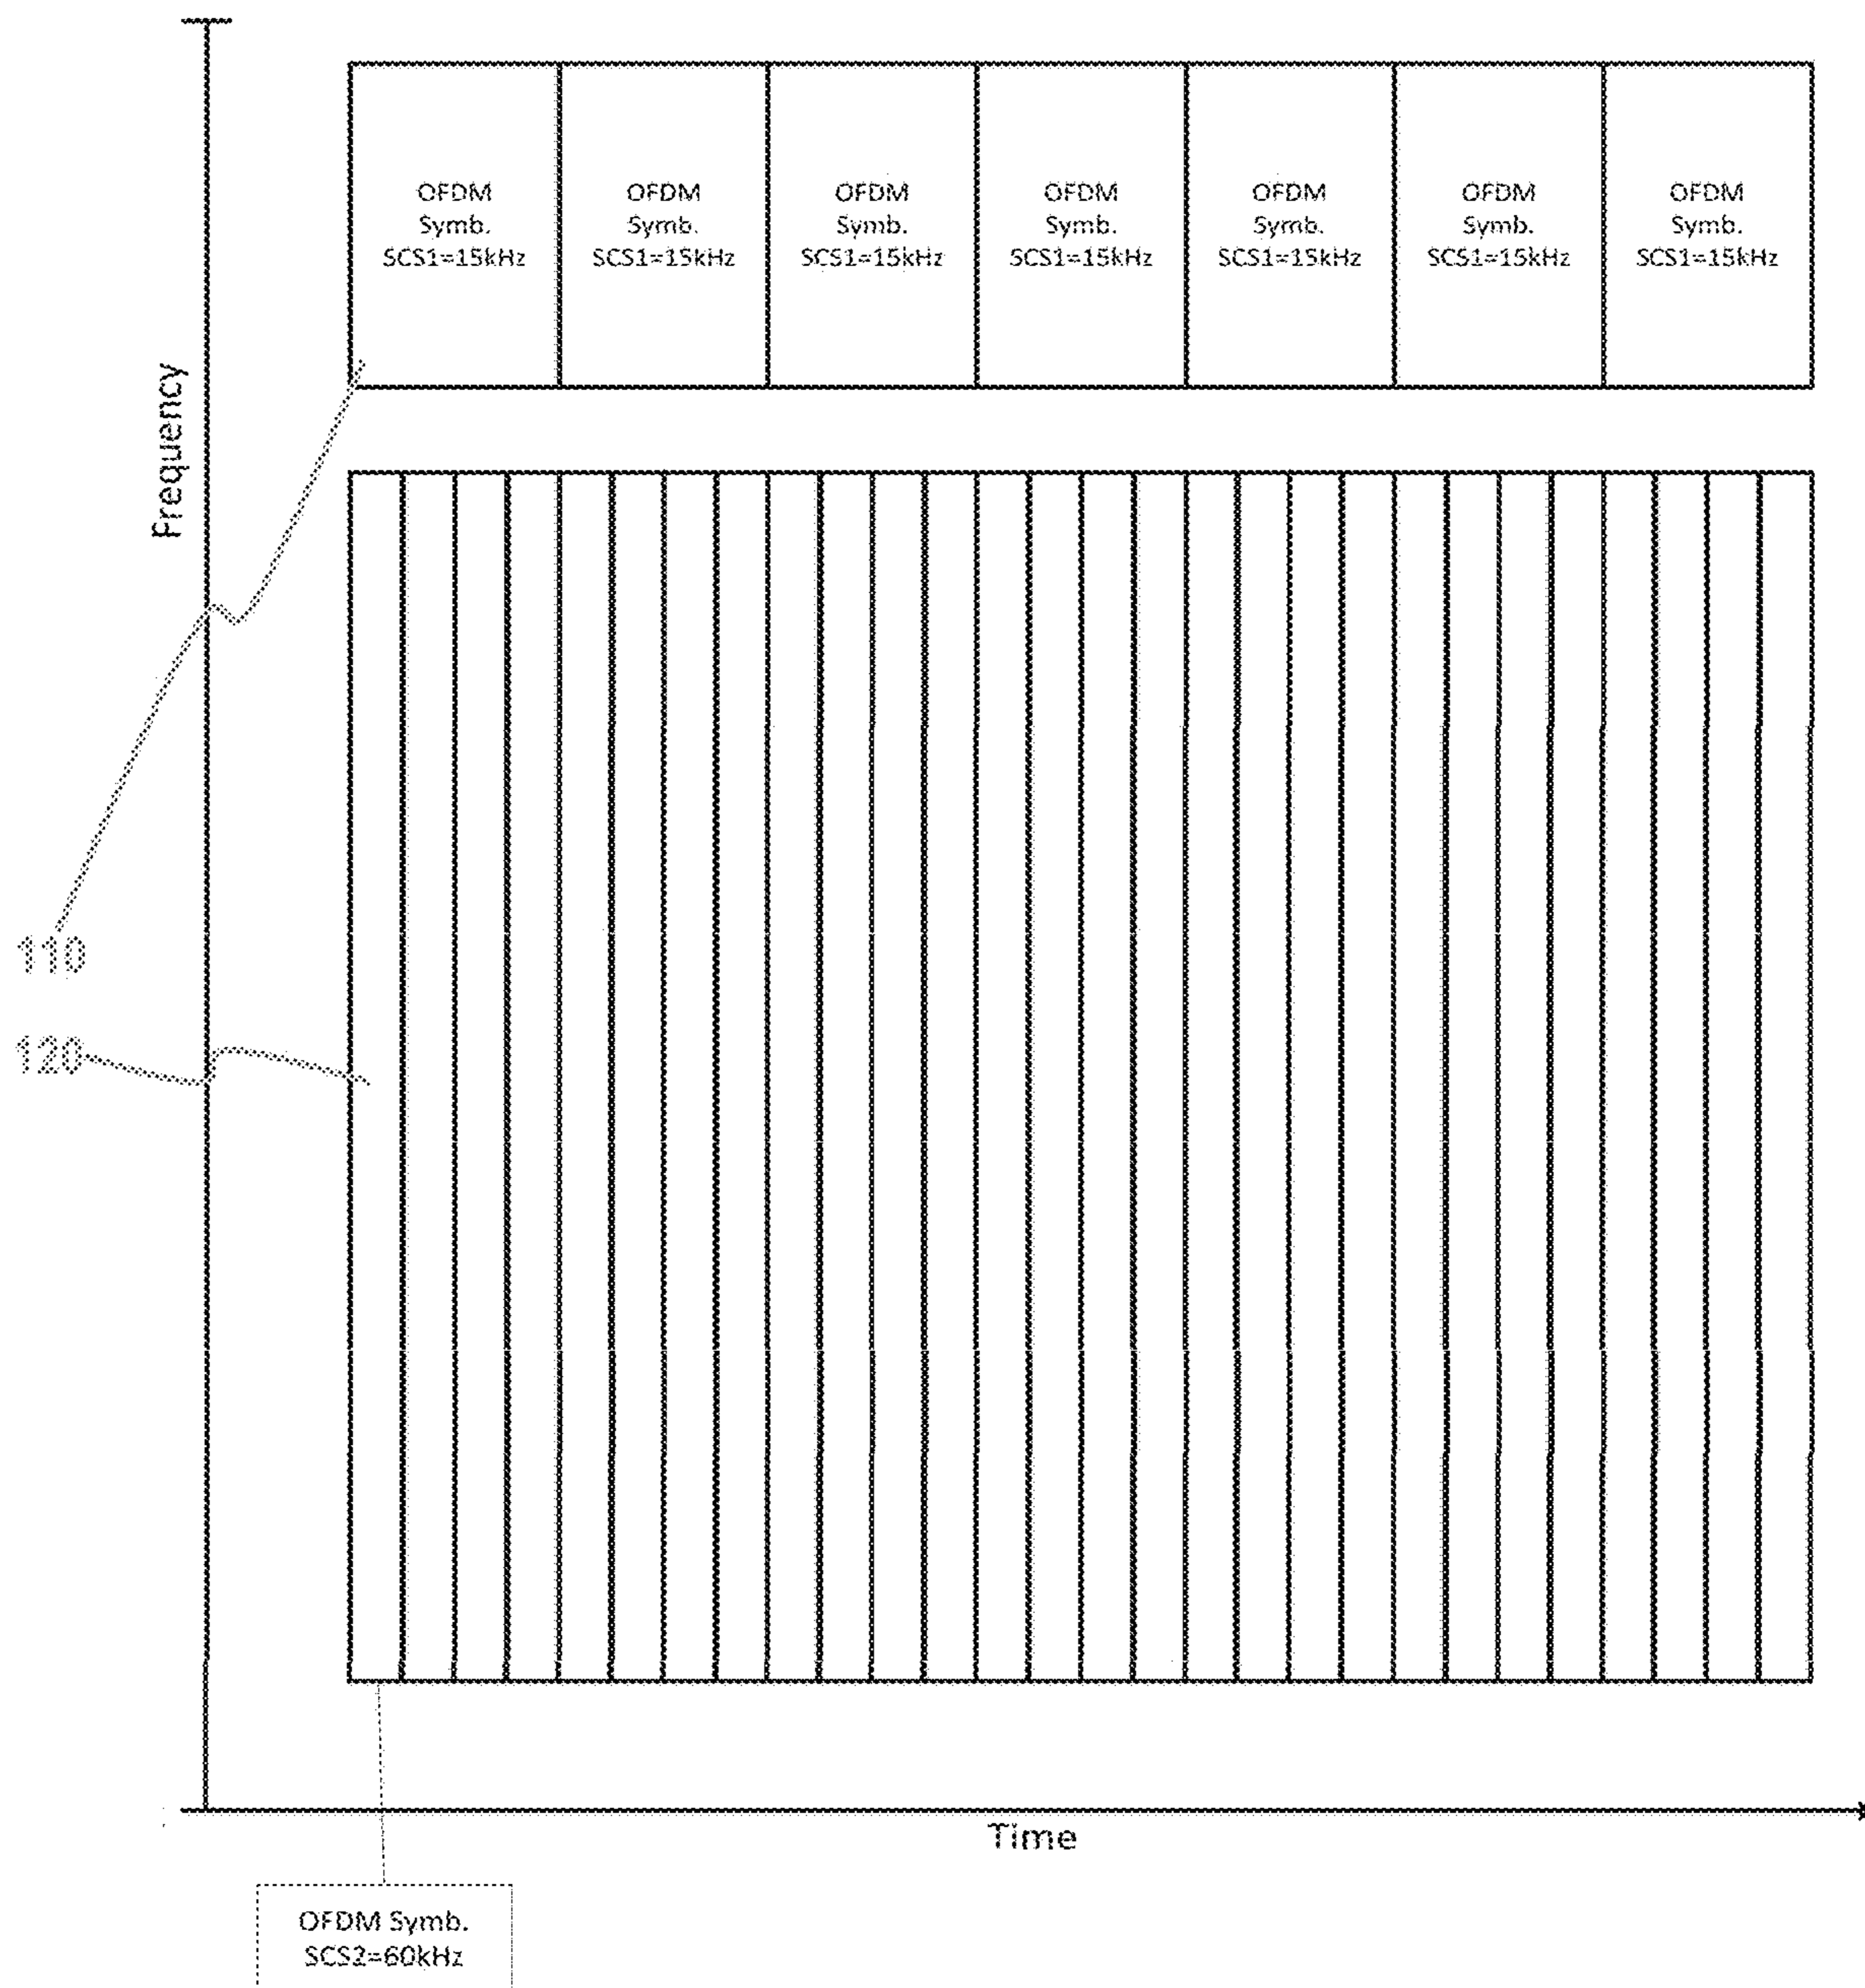 OFDM
Symb.
SCS1=15kHz
OFDM
Symb.
SCS1=15kHz
OFDM
Symb.
SCS1=15kHz
OFDM
Symb.
SCS1=15kHz
OFDM
Symb.
SCS1=15kHz
OFDM
Symb.
SCS1=15kHz
OFDM
Symb.
SCS1=15kHz
Frequency
110
120
Time
OFDM Symb.
SCS2=60kHz